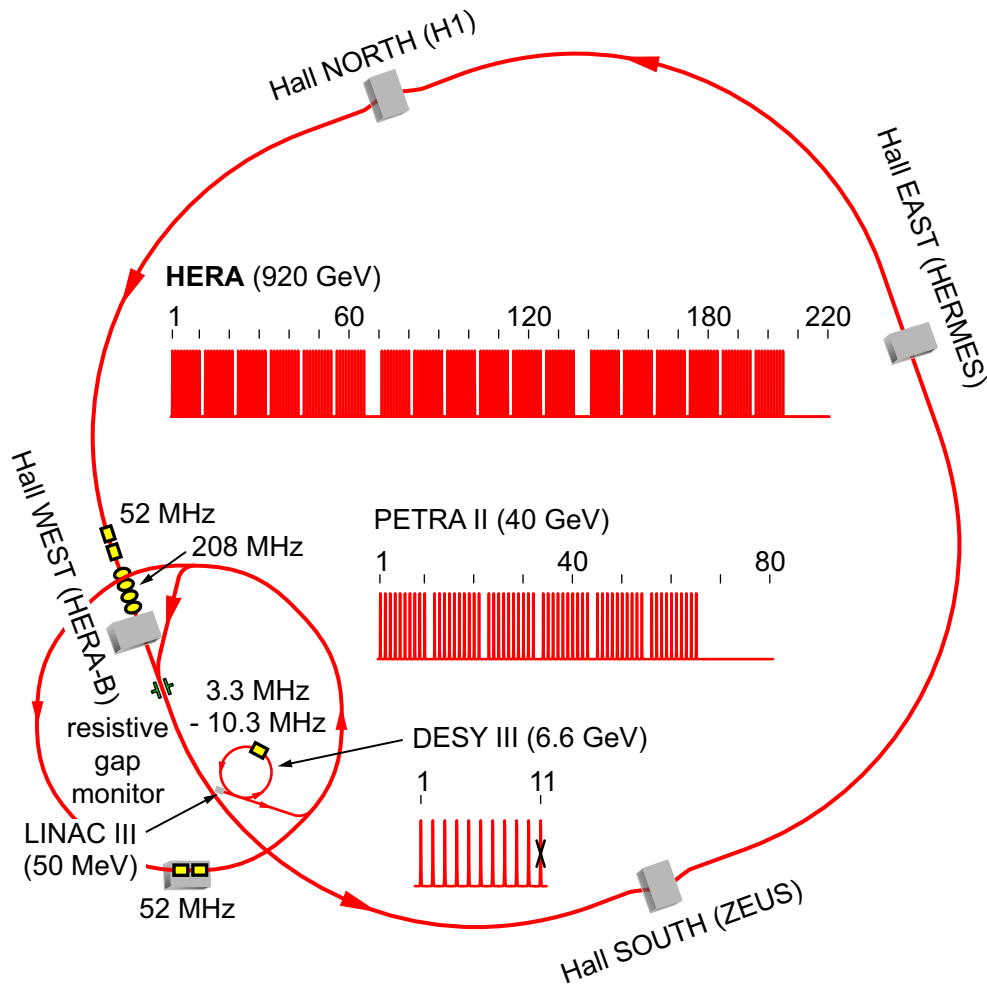 Hall NORTH (H1)
Hall EAST (HERMES)
HERA (920 GeV)
1 60 120 180 220
Hall WEST (HERA-B)
52 MHz
208 MHz
PETRA II (40 GeV)
1 40 80
3.3 MHz
- 10.3 MHz
resistive
gap
monitor
DESY III (6.6 GeV)
1 11
LINAC III
(50 MeV)
52 MHz
Hall SOUTH (ZEUS)